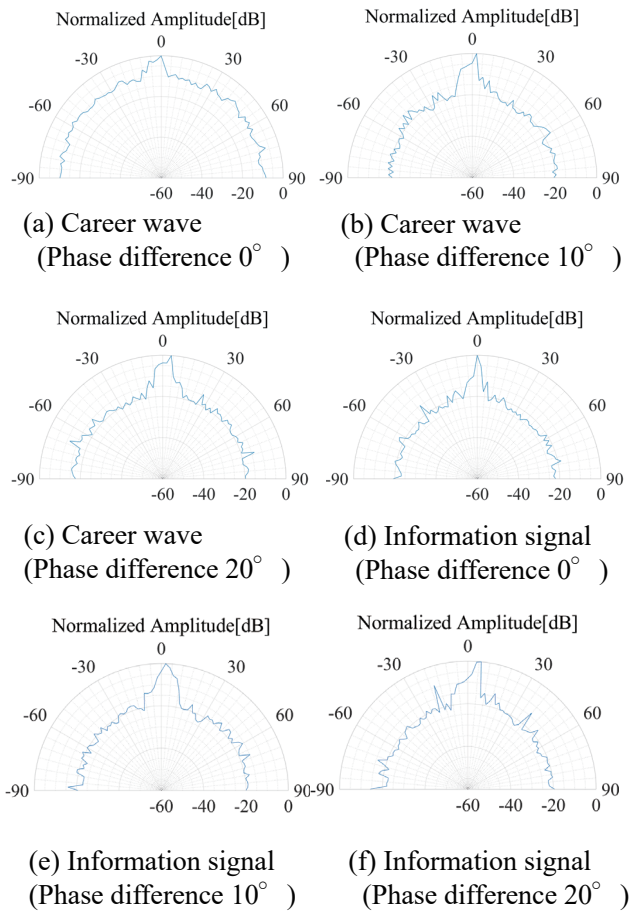 Normalized Amplitude[dB]
0
-30 30
-60 60
-90 90
-60 -40 -20 0
(a) Career wave
(Phase difference 0° )
Normalized Amplitude[dB]
0
-30 30
-60 60
-90 90
-60 -40 -20 0
(b) Career wave
(Phase difference 10° )
Normalized Amplitude[dB]
0
-30 30
-60 60
-90 90
-60 -40 -20 0
(c) Career wave
(Phase difference 20° )
Normalized Amplitude[dB]
0
-30 30
-60 60
-90 90
-60 -40 -20 0
(d) Information signal
(Phase difference 0° )
Normalized Amplitude[dB]
0
-30 30
-60 60
-90 90
-60 -40 -20 0
(e) Information signal
(Phase difference 10° )
Normalized Amplitude[dB]
0
-30 30
-60 60
-90 90
-60 -40 -20 0
(f) Information signal
(Phase difference 20° )